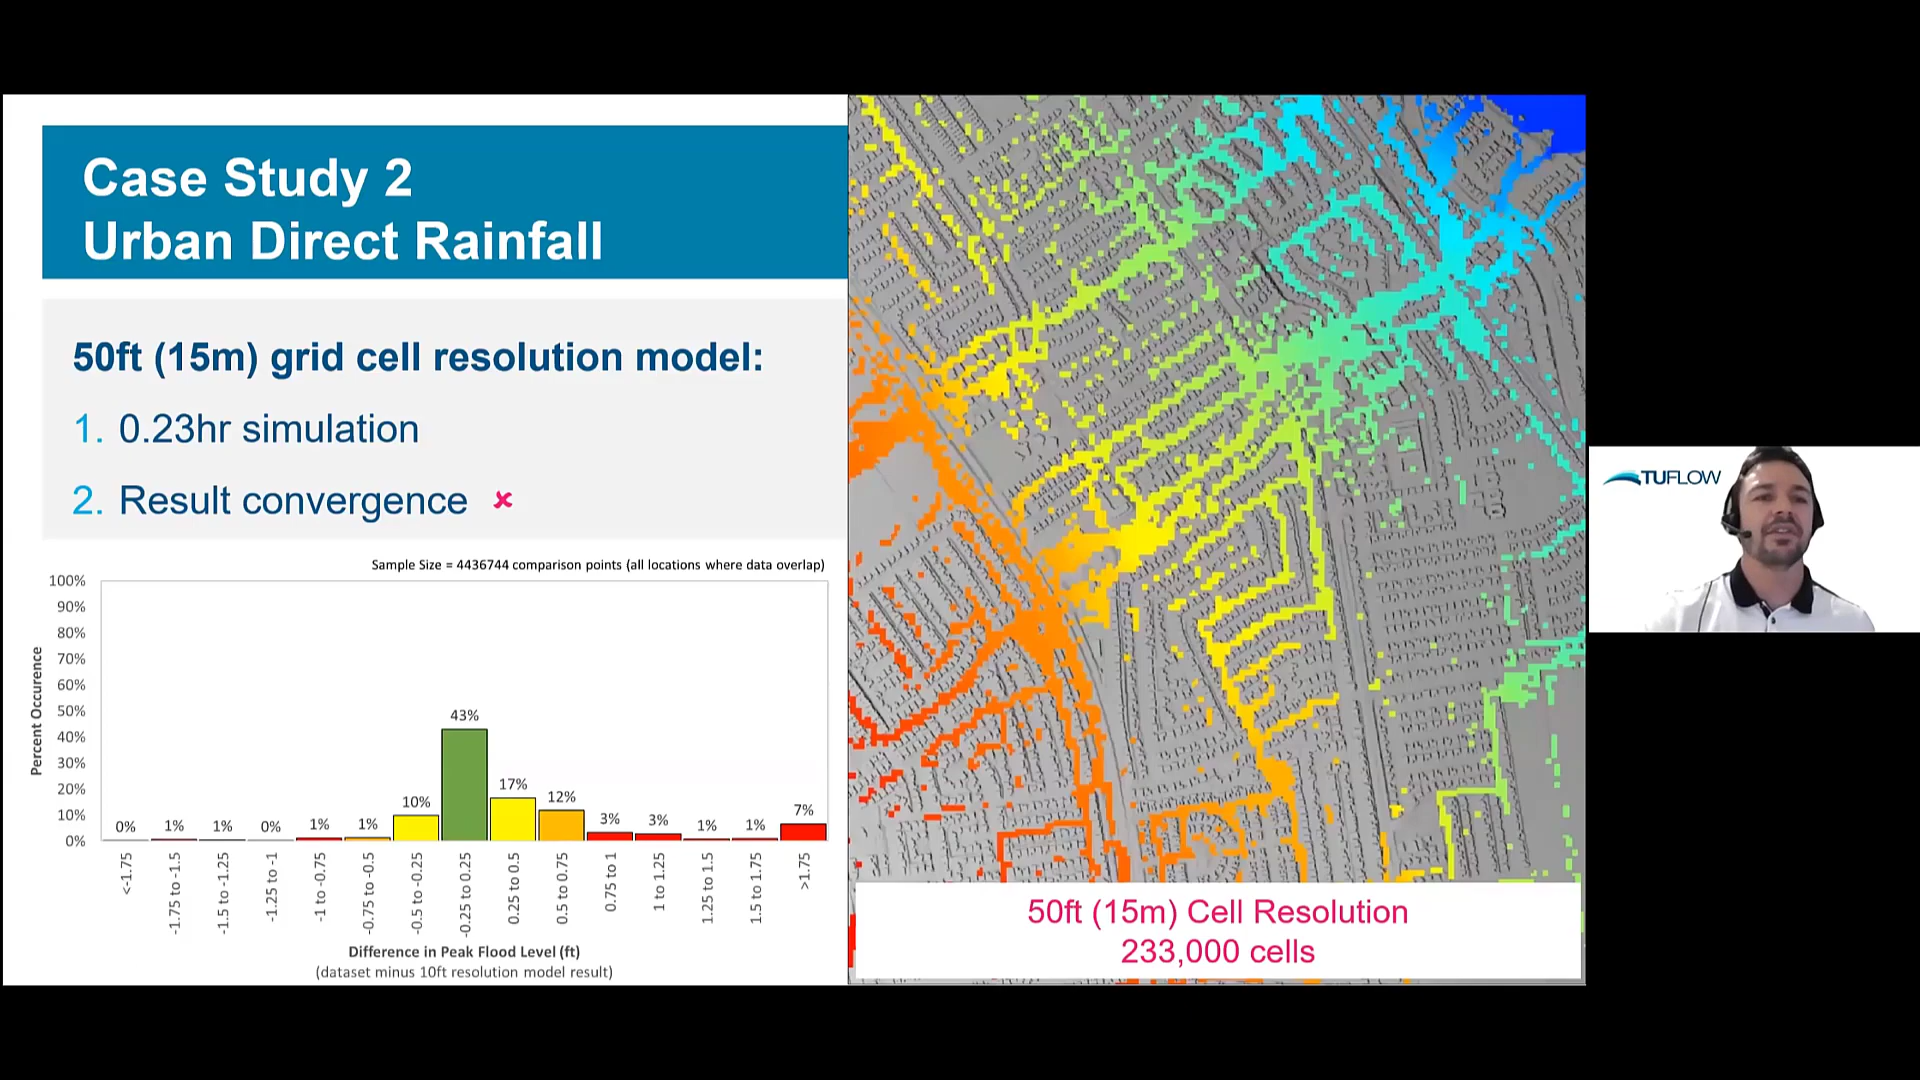 Case Study 2
Urban Direct Rainfall
50ft (15m) grid cell resolution model:
1. 0.23hr simulation
2. Result convergence ✘
Sample Size = 4436744 comparison points (all locations where data overlap)
100%
90%
80%
70%
60%
50%
40%
30%
20%
10%
0%
Percent Occurence
0%
1%
1%
0%
1%
1%
10%
43%
17%
12%
3%
3%
1%
1%
7%
<-1.75
-1.75 to -1.5
-1.5 to -1.25
-1.25 to -1
-1 to -0.75
-0.75 to -0.5
-0.5 to -0.25
-0.25 to 0.25
0.25 to 0.5
0.5 to 0.75
0.75 to 1
1 to 1.25
1.25 to 1.5
1.5 to 1.75
>1.75
Difference in Peak Flood Level (ft)
(dataset minus 10ft resolution model result)
50ft (15m) Cell Resolution
233,000 cells
TUFLOW